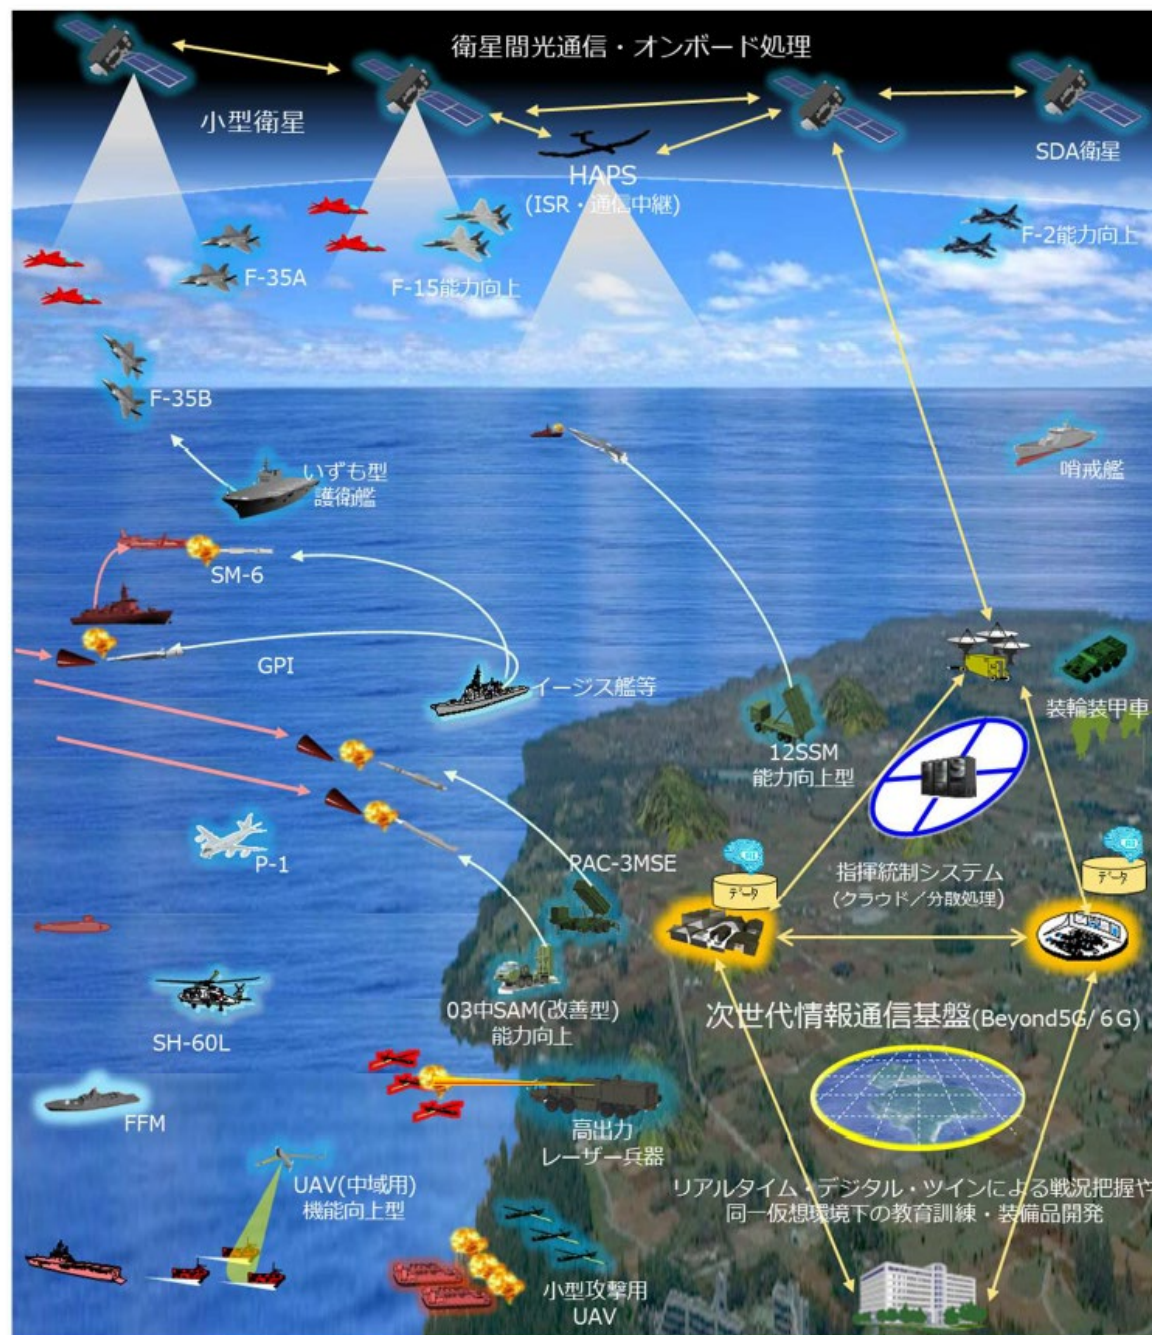 衛星間光通信・オンボード処理
小型衛星
SDA衛星
HAPS
(ISR・通信中継)
F-2能力向上
F-35A
F-15能力向上
F-35B
哨戒艦
いずも型
護衛艦
SM-6
GPI
イージス艦等
装輪装甲車
12SSM
能力向上型
P-1
PAC-3MSE
指揮統制システム
(クラウド／分散処理)
データ
データ
03中SAM(改善型)
能力向上
次世代情報通信基盤(Beyond5G/６G)
SH-60L
FFM
高出力
レーザー兵器
UAV(中域用)
機能向上型
リアルタイム・デジタル・ツインによる戦況把握や
同一仮想環境下の教育訓練・装備品開発
小型攻撃用
UAV